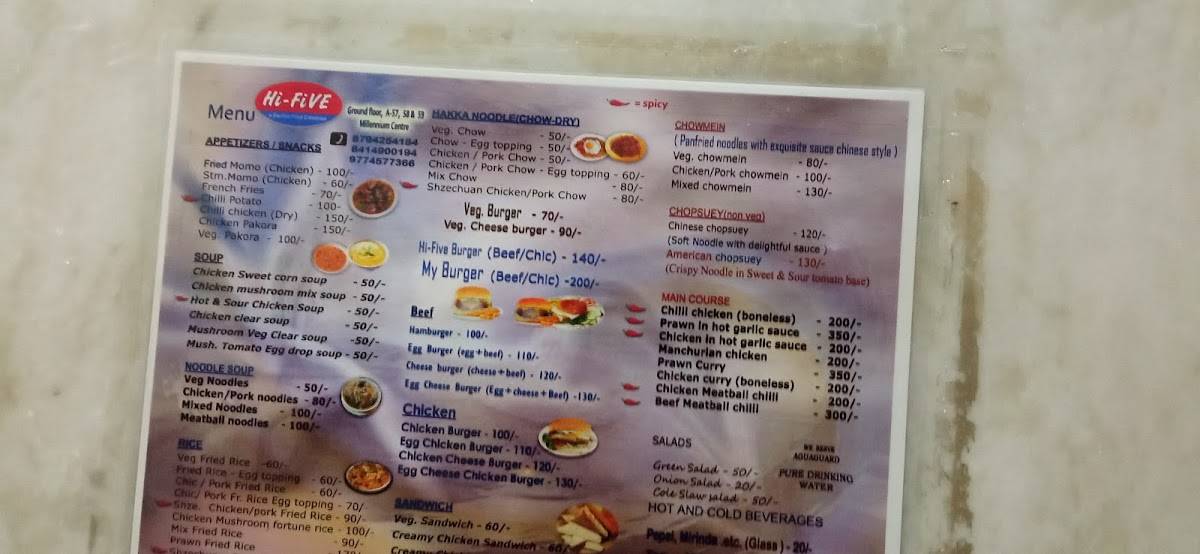 Menu
Hi-FiVE
Ground floor, A-57, 58 & 59
Millennium Centre
8794254184
8414900194
9774577366
APPETIZERS / SNACKS
Fried Momo (Chicken) - 100/-
Stm.Momo (Chicken) - 60/-
French Fries - 70/-
Chilli Potato - 100-
Chilli chicken (Dry) - 150/-
Chicken Pakora - 150/-
Veg. Pakora - 100/-
SOUP
Chicken Sweet corn soup - 50/-
Chicken mushroom mix soup - 50/-
Hot & Sour Chicken Soup - 50/-
Chicken clear soup - 50/-
Mushroom Veg Clear soup -50/-
Mush. Tomato Egg drop soup - 50/-
NOODLE SOUP
Veg Noodles - 50/-
Chicken/Pork noodles - 80/-
Mixed Noodles - 100/-
Meatball noodles - 100/-
RICE
Veg Fried Rice -60/-
Fried Rice - Egg topping - 60/-
Chic/ Pork Fried Rice - 60/-
Chic/ Pork Fr. Rice Egg topping - 70/-
Shze. Chicken/pork Fried Rice - 90/-
Chicken Mushroom fortune rice - 100/-
Mix Fried Rice - 90/-
Prawn Fried Rice
= spicy
HAKKA NOODLE(CHOW-DRY)
Veg. Chow - 50/-
Chow - Egg topping - 50/-
Chicken / Pork Chow - 50/-
Chicken / Pork Chow - Egg topping - 60/-
Mix Chow - 80/-
Shzechuan Chicken/Pork Chow - 80/-
Veg. Burger - 70/-
Veg. Cheese burger - 90/-
Hi-Five Burger (Beef/Chic) - 140/-
My Burger (Beef/Chic) -200/-
Beef
Hamburger - 100/-
Egg Burger (egg+beef) - 110/-
Cheese burger (cheese+beef) - 120/-
Egg Cheese Burger (Egg+cheese+Beef) -130/-
Chicken
Chicken Burger - 100/-
Egg Chicken Burger - 110/-
Chicken Cheese Burger - 120/-
Egg Cheese Chicken Burger - 130/-
SANDWICH
Veg. Sandwich - 60/-
Creamy Chicken Sandwich - 60/-
CHOWMEIN
( Panfried noodles with exquisite sauce chinese style )
Veg. chowmein - 80/-
Chicken/Pork chowmein - 100/-
Mixed chowmein - 130/-
CHOPSUEY(non veg)
Chinese chopsuey - 120/-
(Soft Noodle with delightful sauce )
American chopsuey - 130/-
(Crispy Noodle in Sweet & Sour tomato base)
MAIN COURSE
Chilli chicken (boneless) - 200/-
Prawn in hot garlic sauce - 350/-
Chicken in hot garlic sauce - 200/-
Manchurian chicken - 200/-
Prawn Curry - 350/-
Chicken curry (boneless) - 200/-
Chicken Meatball chilli - 200/-
Beef Meatball chilli - 300/-
SALADS
Green Salad - 50/-
Onion Salad - 20/-
Cole Slaw salad - 50/-
WE SERVE
AQUAGUARD
PURE DRINKING
WATER
HOT AND COLD BEVERAGES
Pepsi, Mirinda .etc. (Glass ) - 20/-